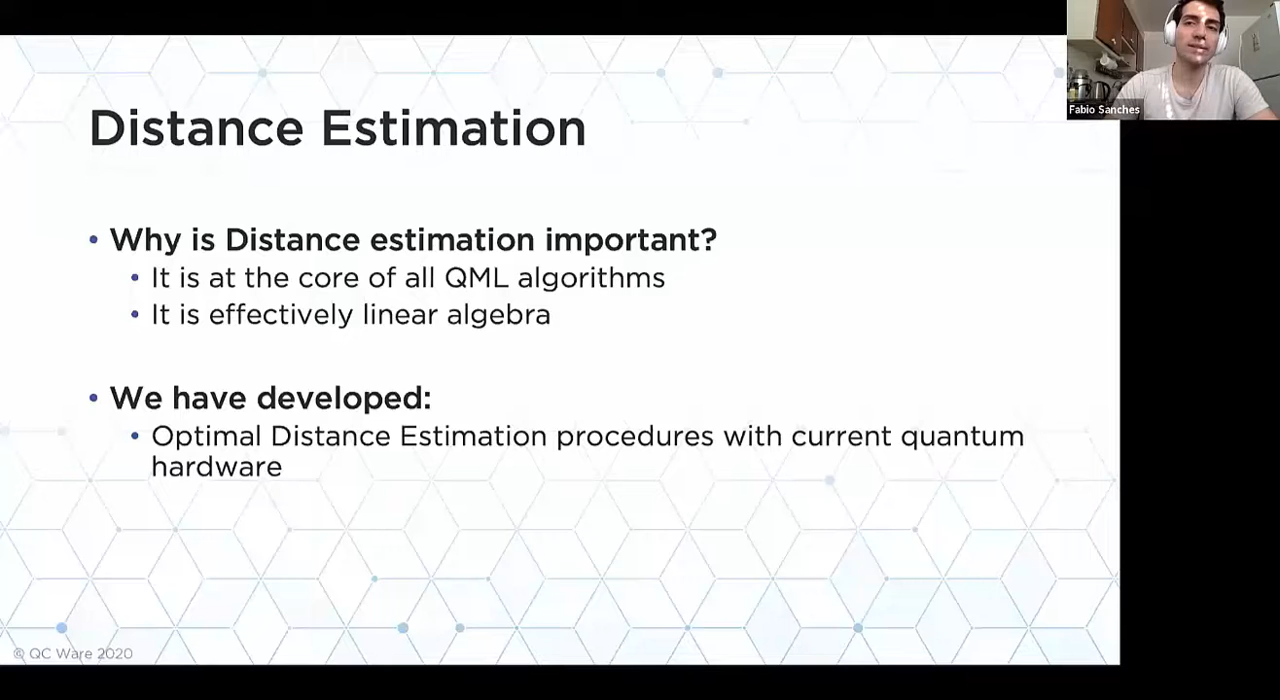 Fabio Sanches
Distance Estimation
• Why is Distance estimation important?
• It is at the core of all QML algorithms
• It is effectively linear algebra
• We have developed:
• Optimal Distance Estimation procedures with current quantum
hardware
© QC Ware 2020